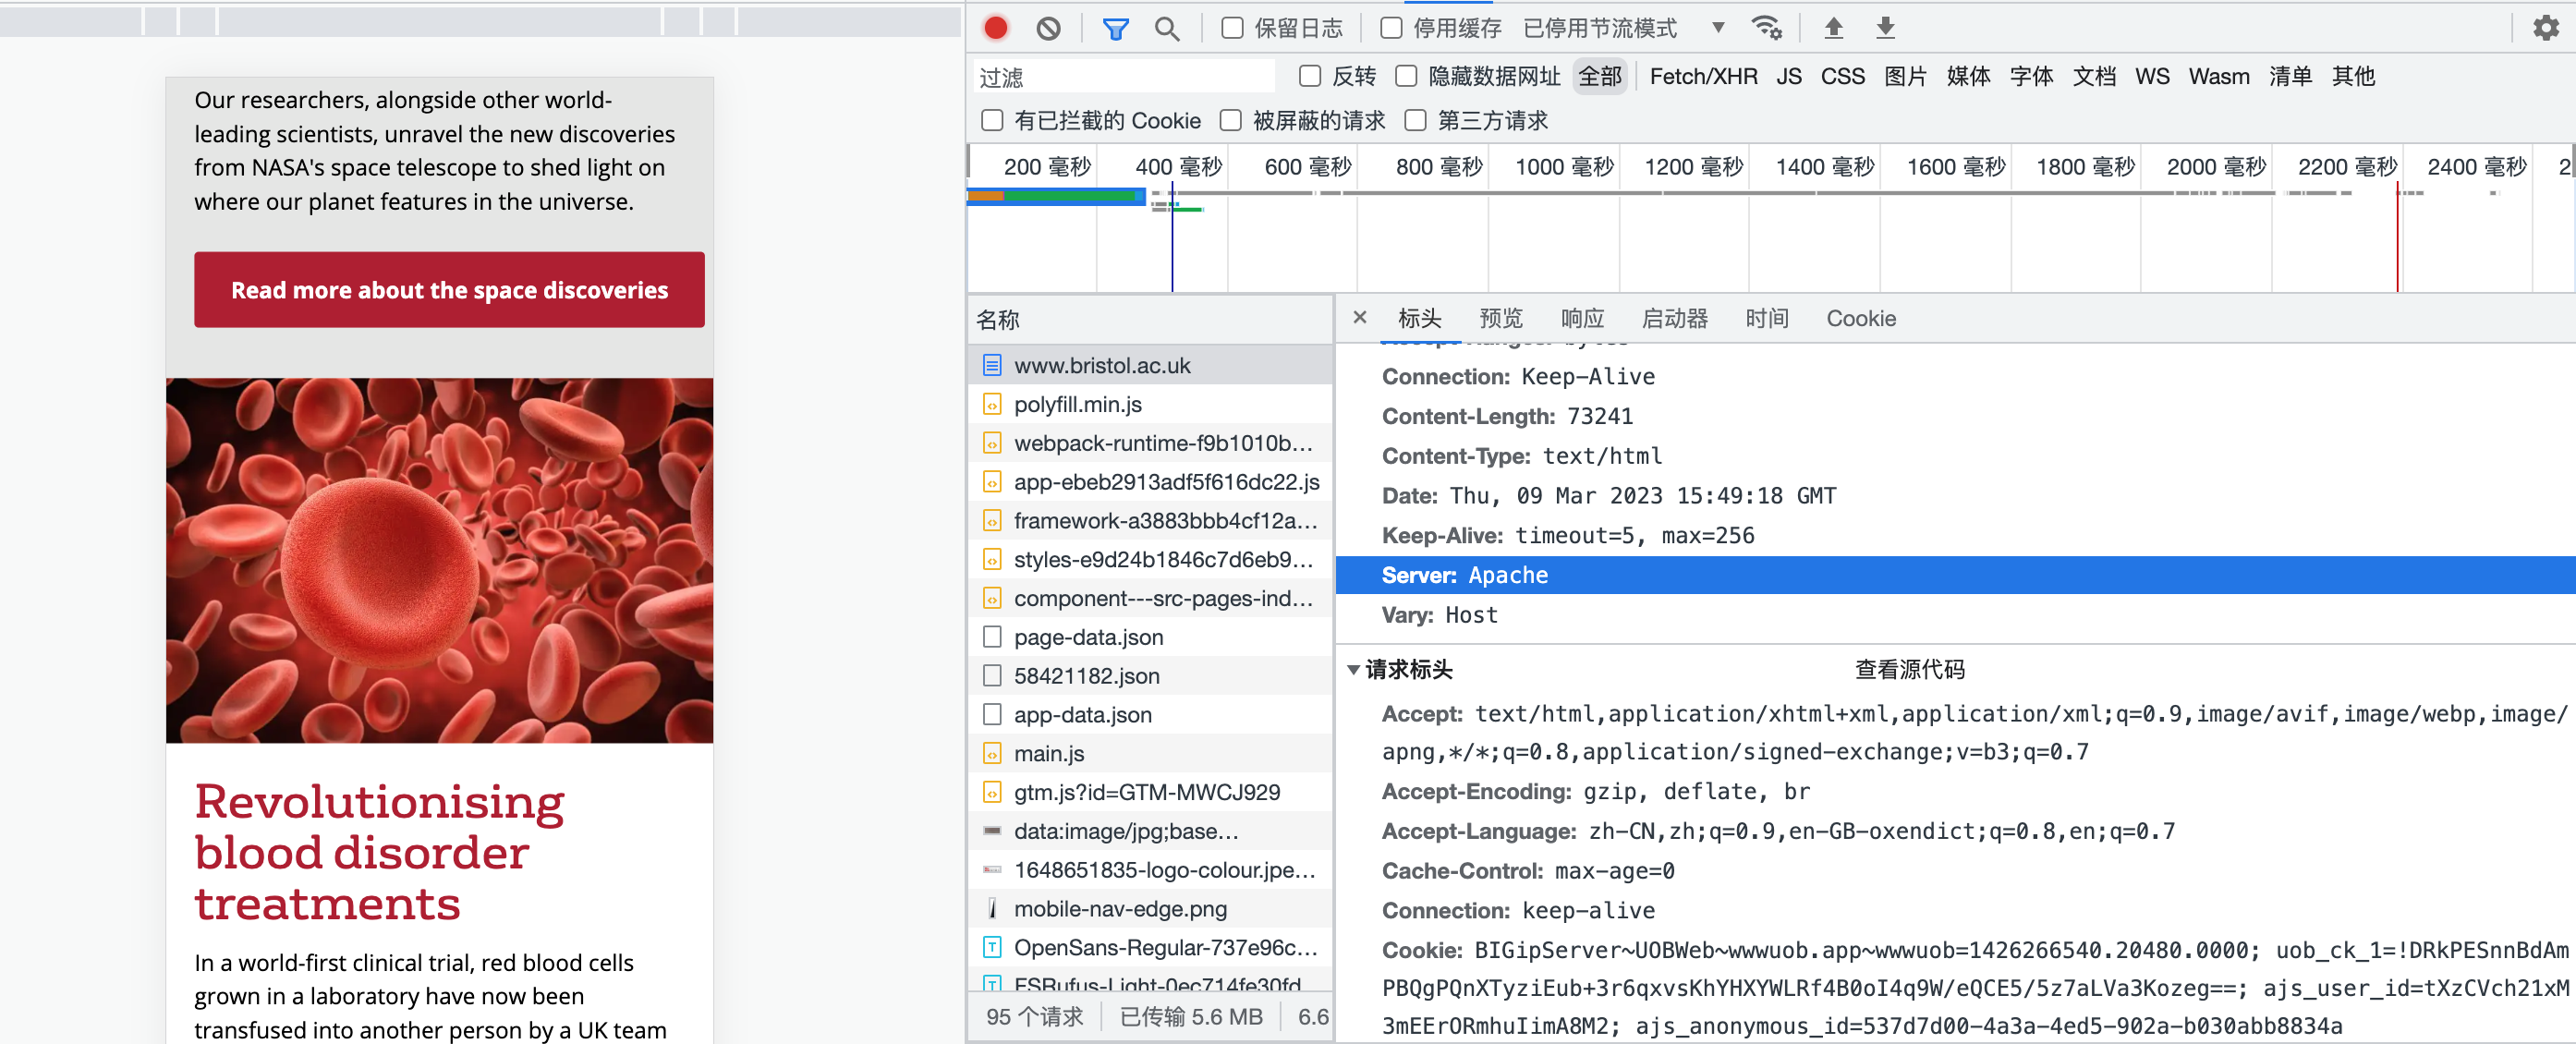 Our researchers, alongside other world-
leading scientists, unravel the new discoveries
from NASA's space telescope to shed light on
where our planet features in the universe.
Read more about the space discoveries
Revolutionising
blood disorder
treatments
In a world-first clinical trial, red blood cells
grown in a laboratory have now been
transfused into another person by a UK team
保留日志 停用缓存 已停用节流模式
过滤 反转 隐藏数据网址 全部 Fetch/XHR JS CSS 图片 媒体 字体 文档 WS Wasm 清单 其他
有已拦截的 Cookie 被屏蔽的请求 第三方请求
200 毫秒 400 毫秒 600 毫秒 800 毫秒 1000 毫秒 1200 毫秒 1400 毫秒 1600 毫秒 1800 毫秒 2000 毫秒 2200 毫秒 2400 毫秒 2
名称
www.bristol.ac.uk
polyfill.min.js
webpack-runtime-f9b1010b…
app-ebeb2913adf5f616dc22.js
framework-a3883bbb4cf12a…
styles-e9d24b1846c7d6eb9…
component---src-pages-ind…
page-data.json
58421182.json
app-data.json
main.js
gtm.js?id=GTM-MWCJ929
data:image/jpg;base…
1648651835-logo-colour.jpe…
mobile-nav-edge.png
OpenSans-Regular-737e96c…
FSRufus-Light-0ec714fe30fd
95 个请求 已传输 5.6 MB 6.6
× 标头 预览 响应 启动器 时间 Cookie
Accept-Ranges: bytes
Connection: Keep-Alive
Content-Length: 73241
Content-Type: text/html
Date: Thu, 09 Mar 2023 15:49:18 GMT
Keep-Alive: timeout=5, max=256
Server: Apache
Vary: Host
请求标头 查看源代码
Accept: text/html,application/xhtml+xml,application/xml;q=0.9,image/avif,image/webp,image/
apng,*/*;q=0.8,application/signed-exchange;v=b3;q=0.7
Accept-Encoding: gzip, deflate, br
Accept-Language: zh-CN,zh;q=0.9,en-GB-oxendict;q=0.8,en;q=0.7
Cache-Control: max-age=0
Connection: keep-alive
Cookie: BIGipServer~UOBWeb~wwwuob.app~wwwuob=1426266540.20480.0000; uob_ck_1=!DRkPESnnBdAm
PBQgPQnXTyziEub+3r6qxvsKhYHXYWLRf4B0oI4q9W/eQCE5/5z7aLVa3Kozeg==; ajs_user_id=tXzCVch21xM
3mEErORmhuIimA8M2; ajs_anonymous_id=537d7d00-4a3a-4ed5-902a-b030abb8834a